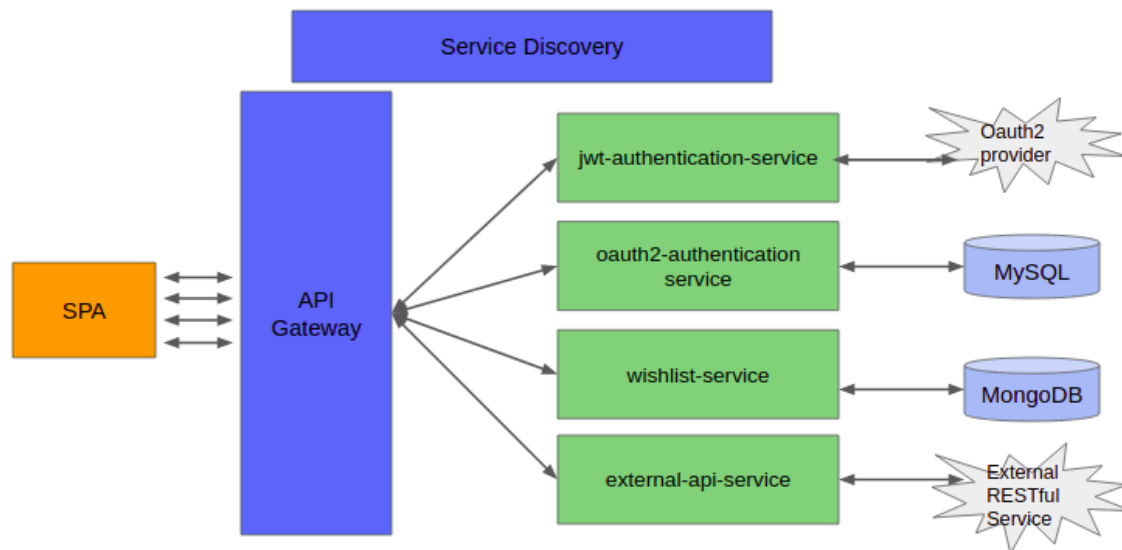 Service Discovery
SPA
API
Gateway
jwt-authentication-service
oauth2-authentication
service
wishlist-service
external-api-service
Oauth2
provider
MySQL
MongoDB
External
RESTful
Service